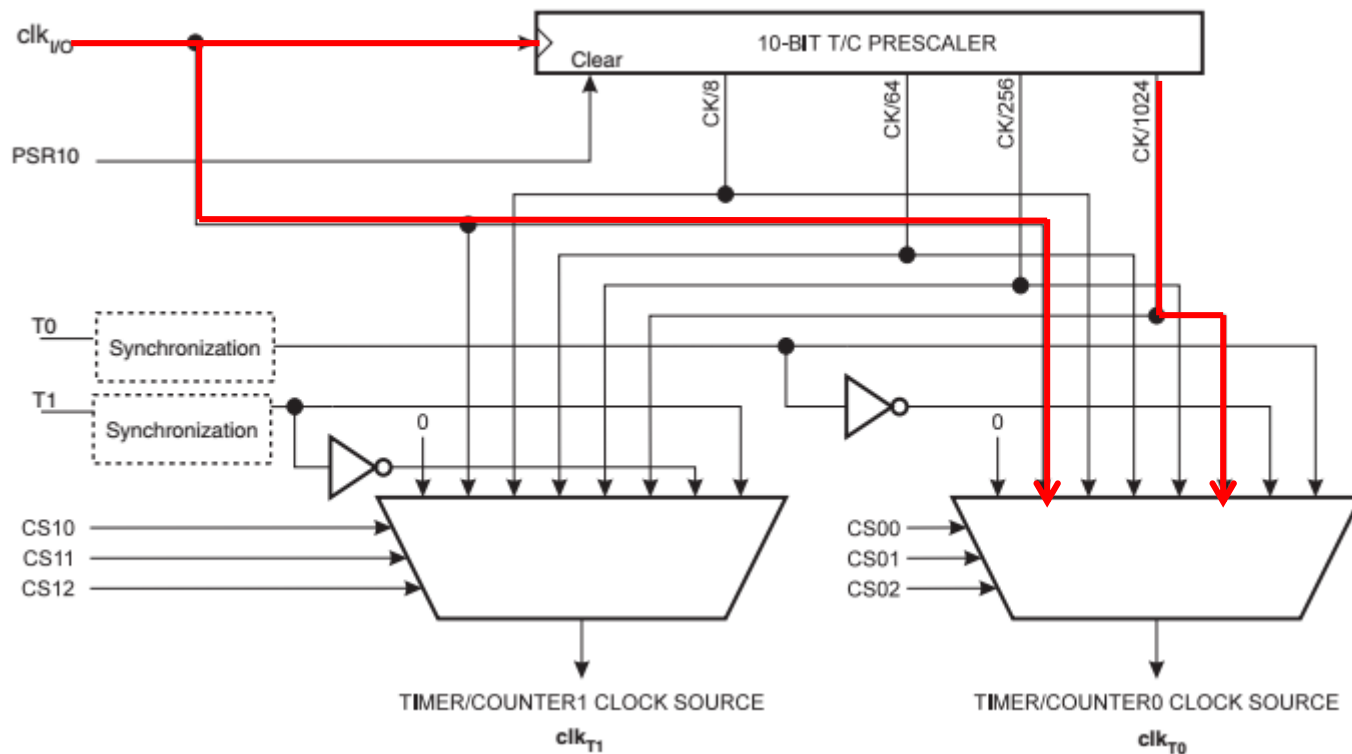 clkI/O
10-BIT T/C PRESCALER
Clear
CK/8
CK/64
CK/256
CK/1024
PSR10
T0
Synchronization
T1
Synchronization
0
0
CS10
CS11
CS12
CS00
CS01
CS02
TIMER/COUNTER1 CLOCK SOURCE
clkT1
TIMER/COUNTER0 CLOCK SOURCE
clkT0